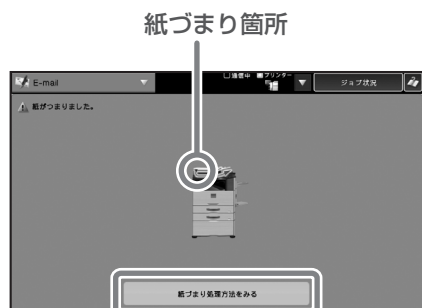 紙づまり箇所
E-mail
通信中 プリンター
ジョブ状況
紙がつまりました。
紙づまり処理方法をみる